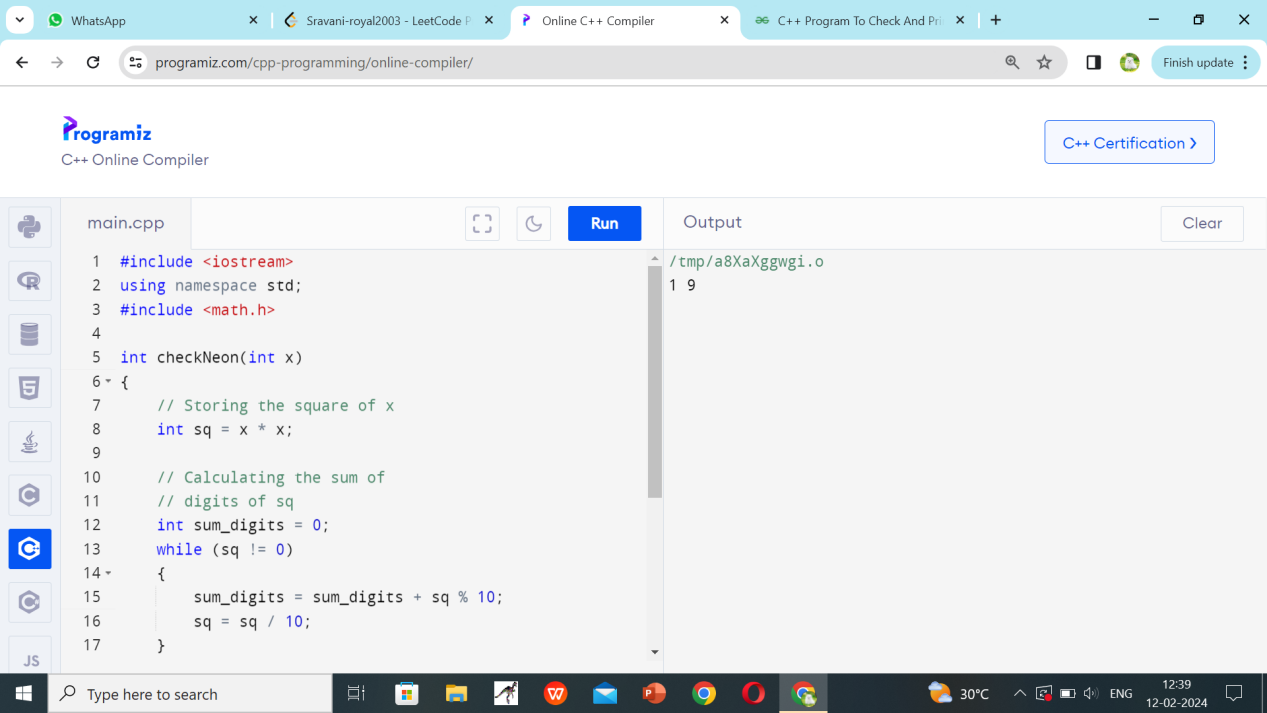 WhatsApp
Sravani-royal2003 - LeetCode P
Online C++ Compiler
C++ Program To Check And Pri
programiz.com/cpp-programming/online-compiler/
Finish update
Programiz
C++ Online Compiler
C++ Certification
main.cpp
Run
Output
Clear
1 #include <iostream>
2 using namespace std;
3 #include <math.h>
4
5 int checkNeon(int x)
6 {
7 // Storing the square of x
8 int sq = x * x;
9
10 // Calculating the sum of
11 // digits of sq
12 int sum_digits = 0;
13 while (sq != 0)
14 {
15 sum_digits = sum_digits + sq % 10;
16 sq = sq / 10;
17 }
/tmp/a8XaXggwgi.o
1 9
JS
Type here to search
30°C
ENG
12:39
12-02-2024